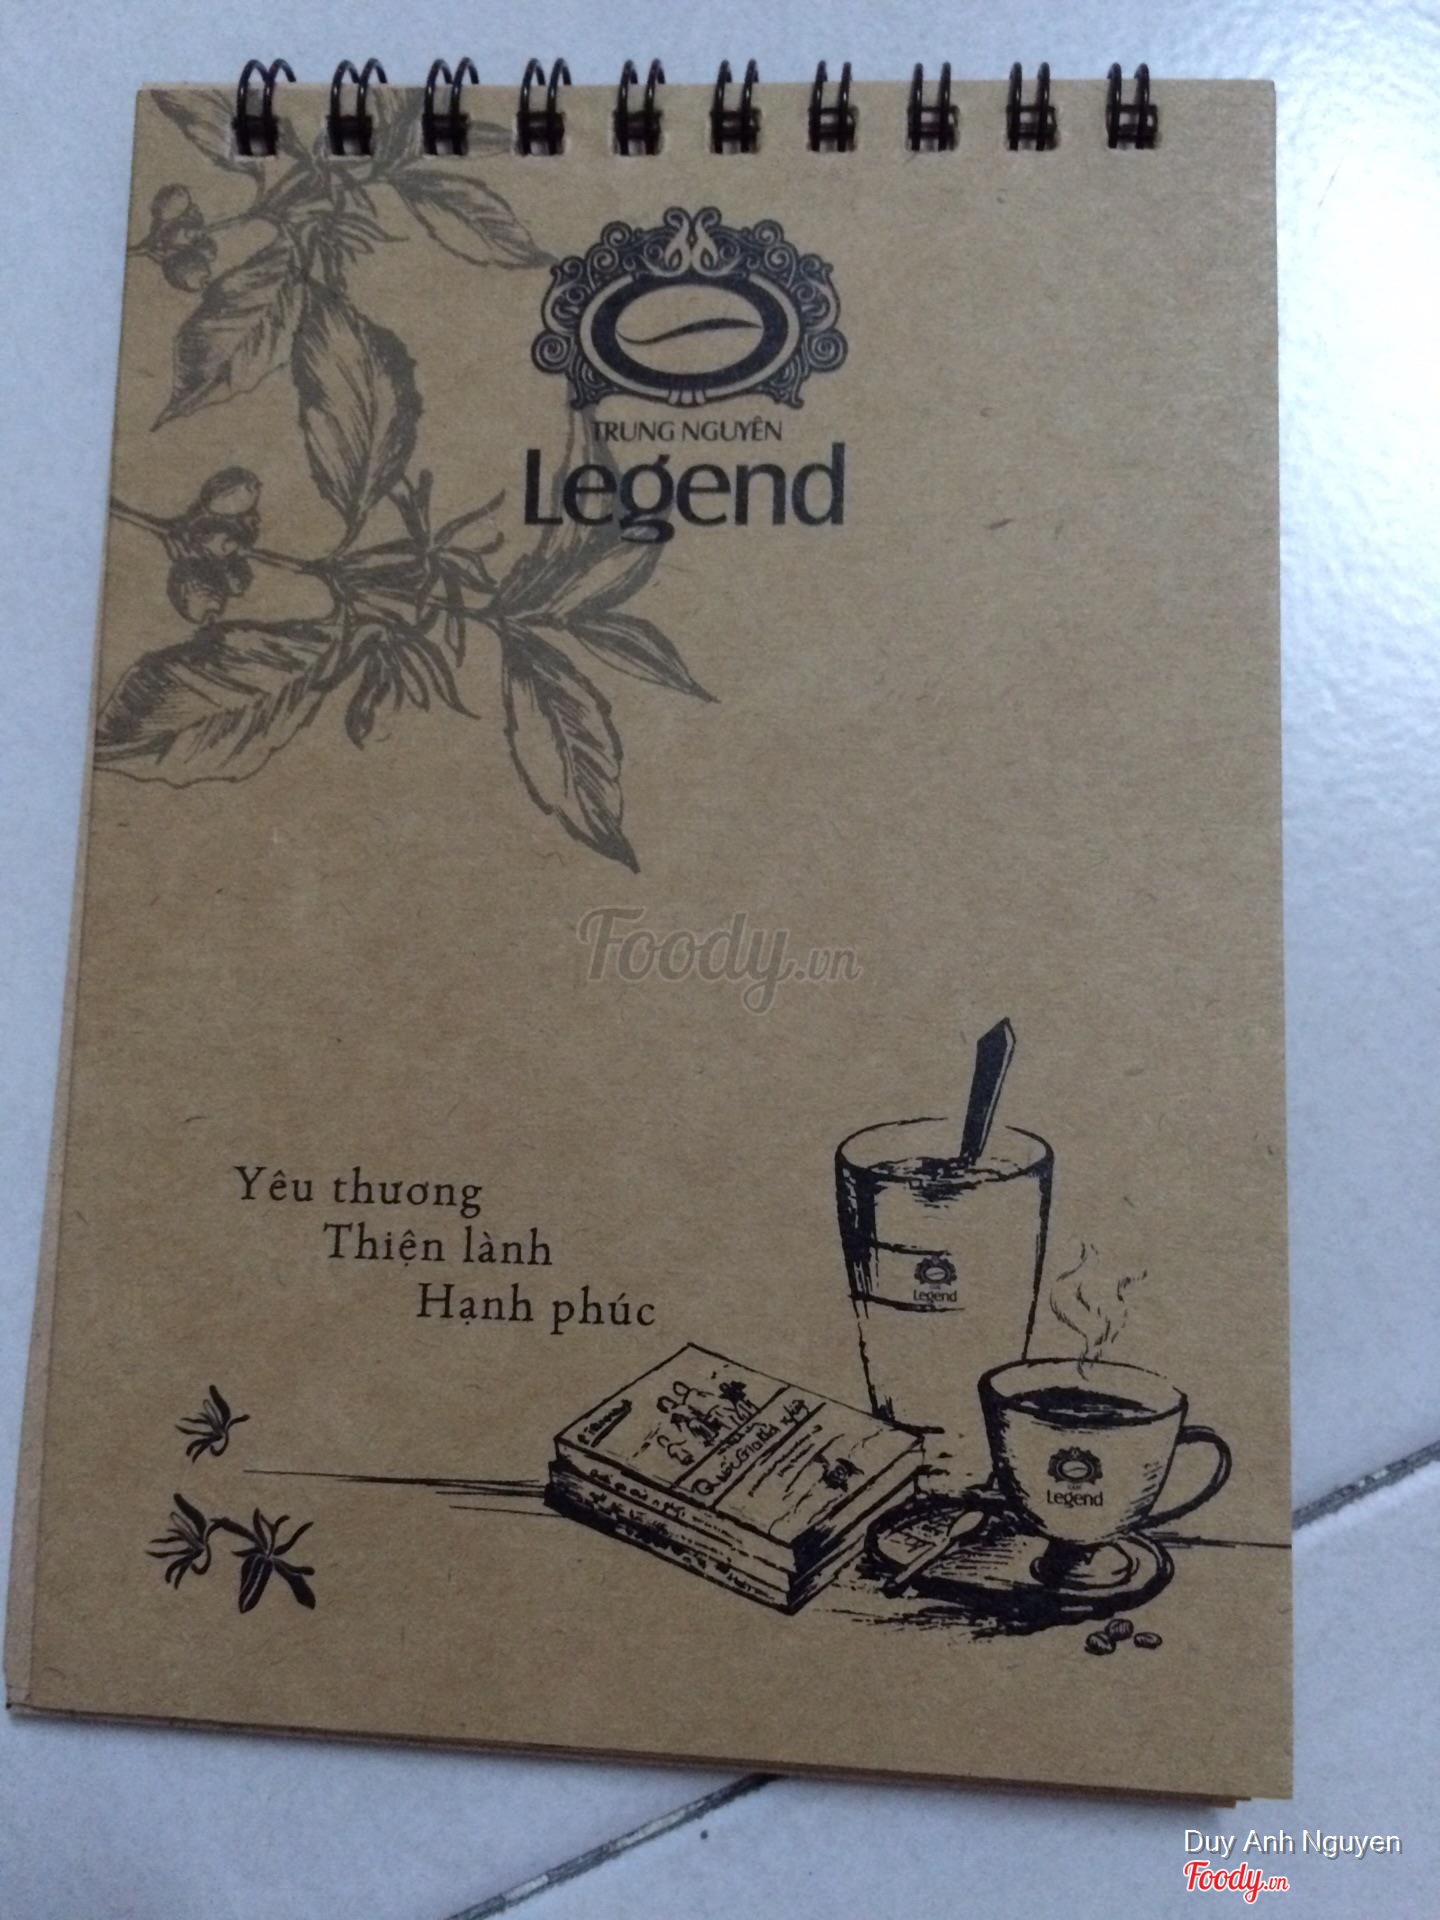 TRUNG NGUYÊN
Legend
Foody.vn
Yêu thương
Thiện lành
Hạnh phúc
Legend
Legend
Duy Anh Nguyen
Foody.vn